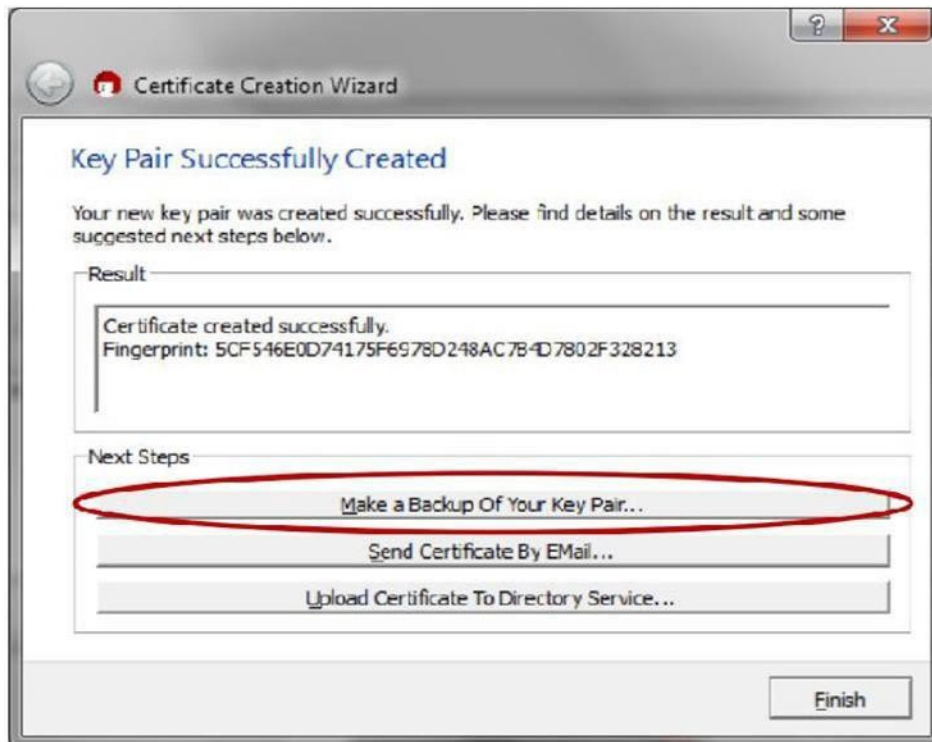 Certificate Creation Wizard
Key Pair Successfully Created
Your new key pair was created successfully. Please find details on the result and some
suggested next steps below.
Result
Certificate created successfully.
Fingerprint: 5CF546E0D74175F6978D248AC7B4D7802F328213
Next Steps
Make a Backup Of Your Key Pair...
Send Certificate By EMail...
Upload Certificate To Directory Service...
Finish